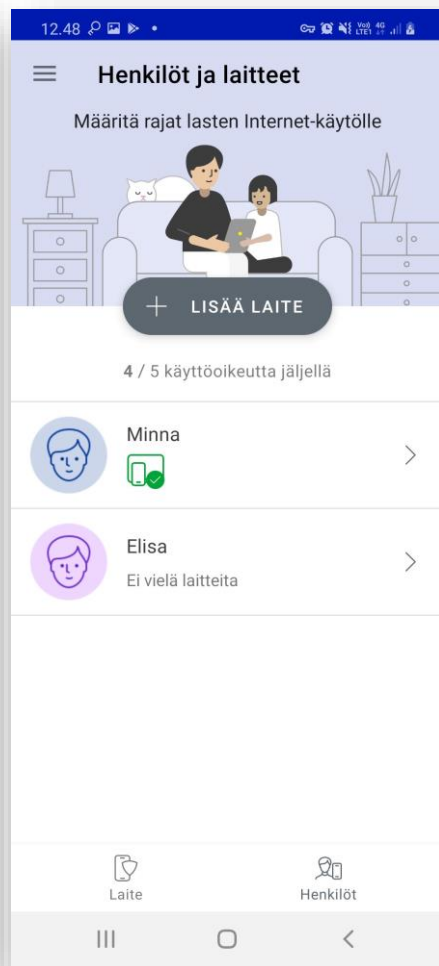 12.48
Henkilöt ja laitteet
Määritä rajat lasten Internet-käytölle
+ LISÄÄ LAITE
4 / 5 käyttöoikeutta jäljellä
Minna
Elisa
Ei vielä laitteita
Laite
Henkilöt